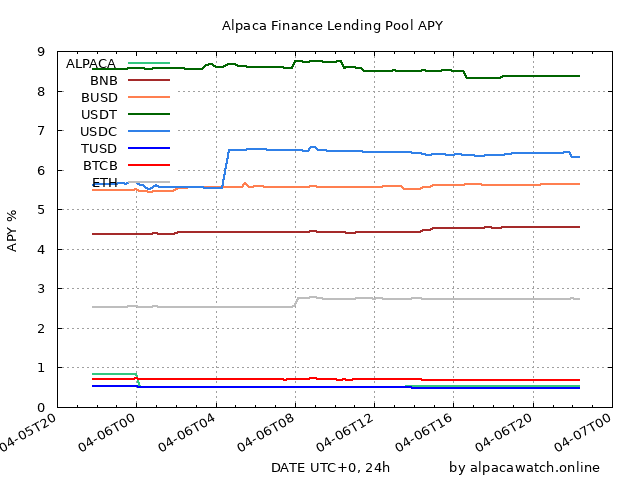 Alpaca Finance Lending Pool APY
ALPACA
BNB
BUSD
USDT
USDC
TUSD
BTCB
ETH
APY %
9
8
7
6
5
4
3
2
1
0
04-05T20
04-06T00
04-06T04
04-06T08
04-06T12
04-06T16
04-06T20
04-07T00
DATE UTC+0, 24h
by alpacawatch.online